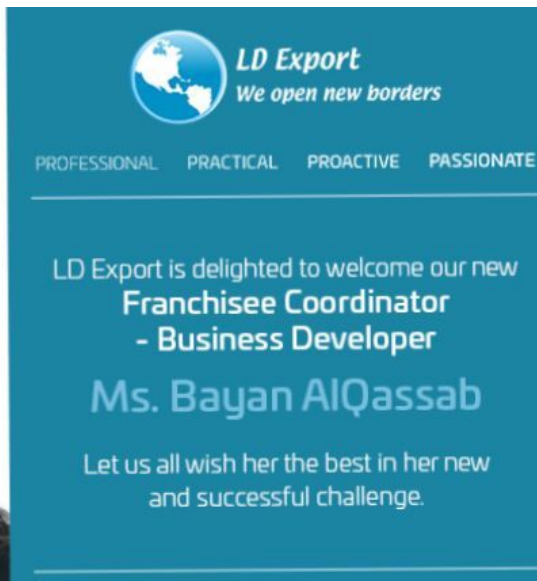 LD Export
We open new borders
PROFESSIONAL PRACTICAL PROACTIVE PASSIONATE
LD Export is delighted to welcome our new
Franchisee Coordinator
- Business Developer
Ms. Bayan AlQassab
Let us all wish her the best in her new
and successful challenge.